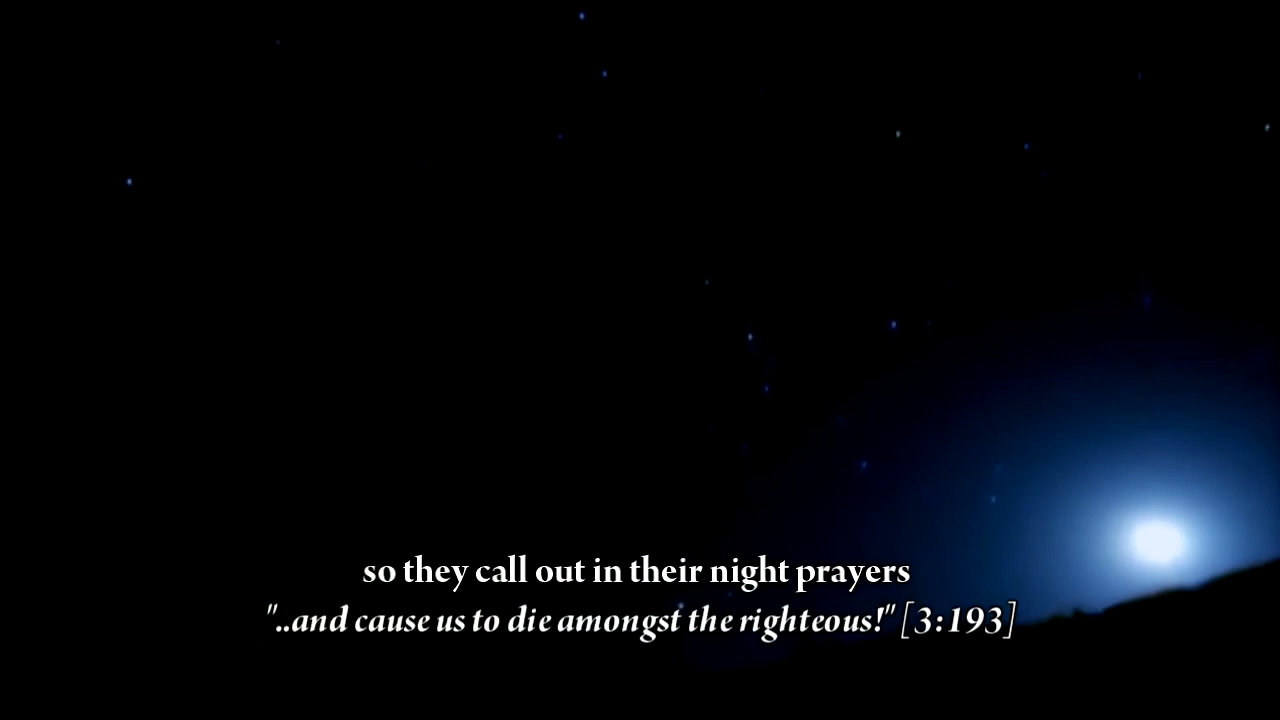 so they call out in their night prayers
"..and cause us to die amongst the righteous!" [3:193]